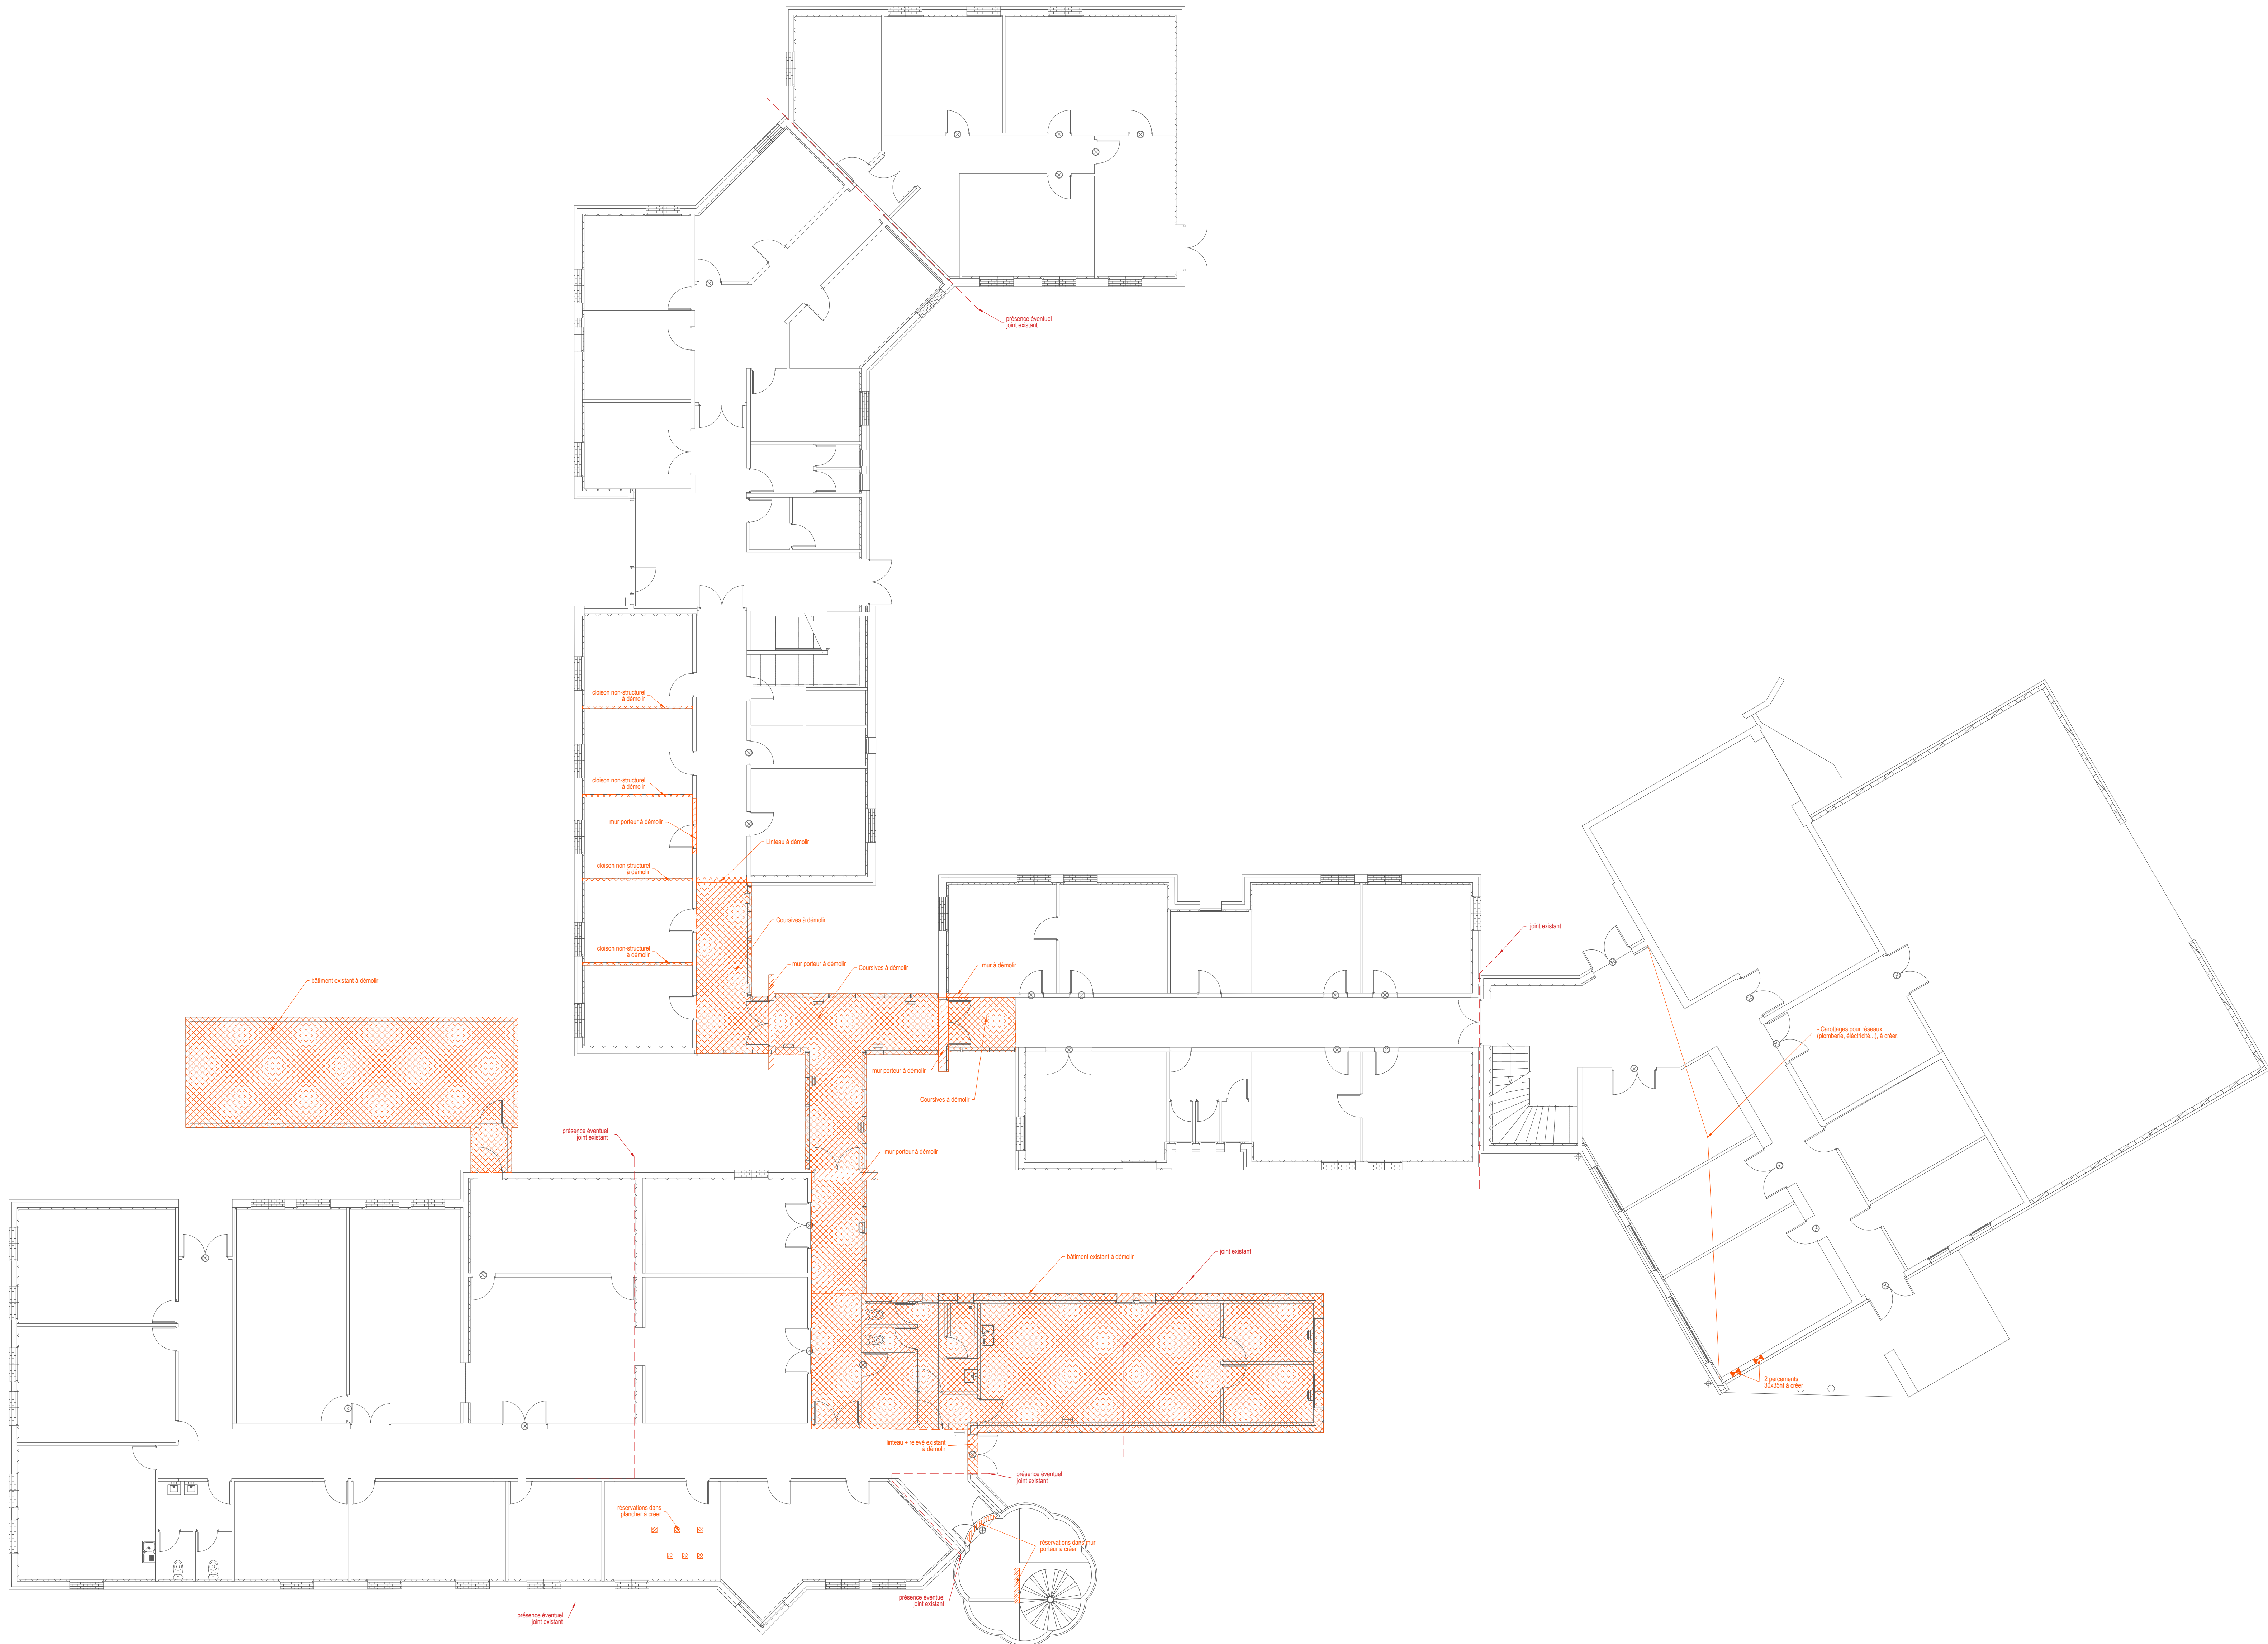 présence éventuel
joint existant
cloison non-structurel
à démolir
cloison non-structurel
à démolir
mur porteur à démolir
Linteau à démolir
cloison non-structurel
à démolir
Coursives à démolir
joint existant
cloison non-structurel
à démolir
mur porteur à démolir
Coursives à démolir
mur à démolir
bâtiment existant à démolir
- Carottages pour réseaux
(plomberie, électricité...), à créer.
mur porteur à démolir
Coursives à démolir
présence éventuel
joint existant
mur porteur à démolir
bâtiment existant à démolir
joint existant
2 percements
30x35ht à créer
linteau + relevé existant
à démolir
présence éventuel
joint existant
réservations dans
plancher à créer
réservations dans mur
porteur à créer
présence éventuel
joint existant
présence éventuel
joint existant